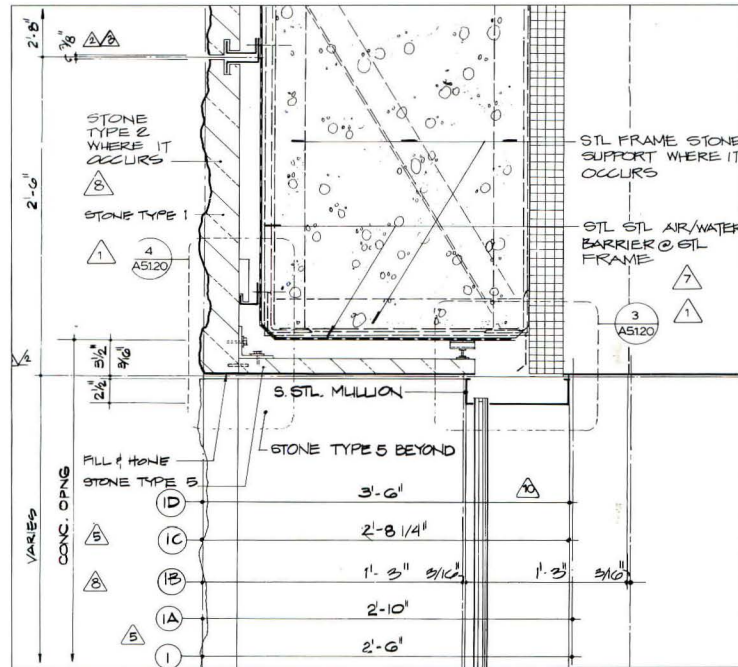 2'-8"
3/8"
2
3
STONE
TYPE 2
WHERE IT
OCCURS
8
2'-6"
STONE TYPE 1
1
4
A5120
STL FRAME STONE
SUPPORT WHERE IT
OCCURS
STL STL AIR/WATER
BARRIER @ STL
FRAME
7
1
3
A5120
3 1/2"
3/16"
2 1/2"
S. STL. MULLION
STONE TYPE 5 BEYOND
FILL & HONE
STONE TYPE 5
VARIES
CONC. OPNG
1D
3'-6"
10
5
1C
2'-8 1/4"
8
1B
1'-3" 3/16"
1'-3" 3/16"
1A
2'-10"
5
1
2'-6"